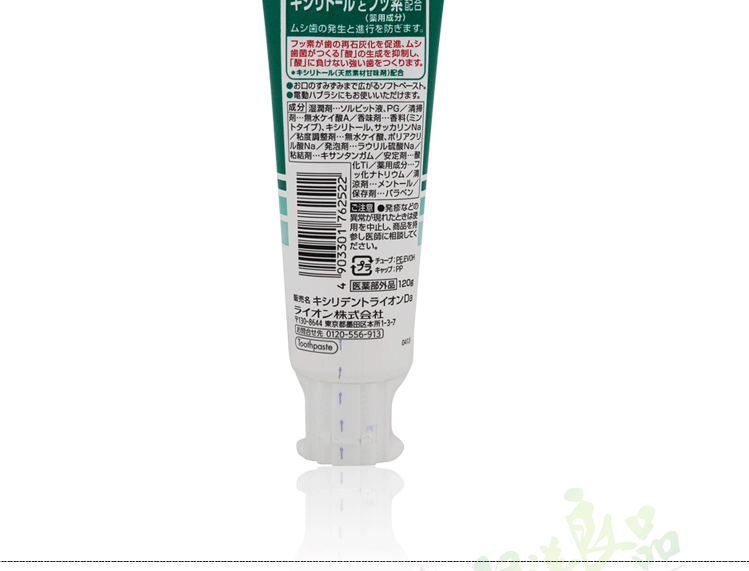 キシリトールとフッ素配合
(薬用成分)
ムシ歯の発生と進行を防ぎます。
フッ素が歯の再石灰化を促進、ムシ
歯菌がつくる「酸」の生成を抑制し、
「酸」に負けない強い歯をつくります。
*キシリトール(天然素材甘味剤)配合
●お口のすみずみまで広がるソフトペースト。
●電動ハブラシにもお使いいただけます。
成分 湿潤剤…ソルビット液、PG/清掃
剤…無水ケイ酸A/香味剤…香料(ミン
トタイプ)、キシリトール、サッカリンNa
/粘度調整剤…無水ケイ酸、ポリアクリ
ル酸Na/発泡剤…ラウリル硫酸Na/
粘結剤…キサンタンガム/安定剤…酸
化Ti/薬用成分…フ
ッ化ナトリウム/清
涼剤…メントール/
保存剤…パラベン
ご注意 ●発疹などの
異常が現れたときは使
用を中止し、商品を持
参し医師に相談してく
ださい。
4 903301 762522
プラ
チューブ:PE,EVOH
キャップ:PP
医薬部外品 120g
販売名 キシリデントライオンDa
ライオン株式会社
〒130-8644 東京都墨田区本所1-3-7
お問合せ先 0120-556-913
Toothpaste
良品